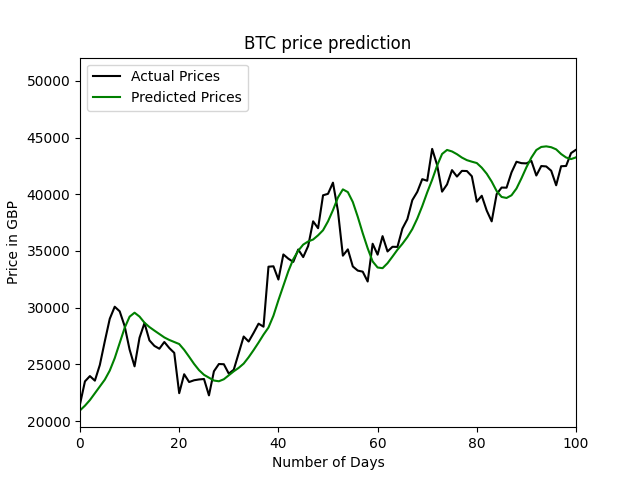 BTC price prediction
Actual Prices
Predicted Prices
50000
45000
40000
35000
30000
25000
20000
Price in GBP
0 20 40 60 80 100
Number of Days